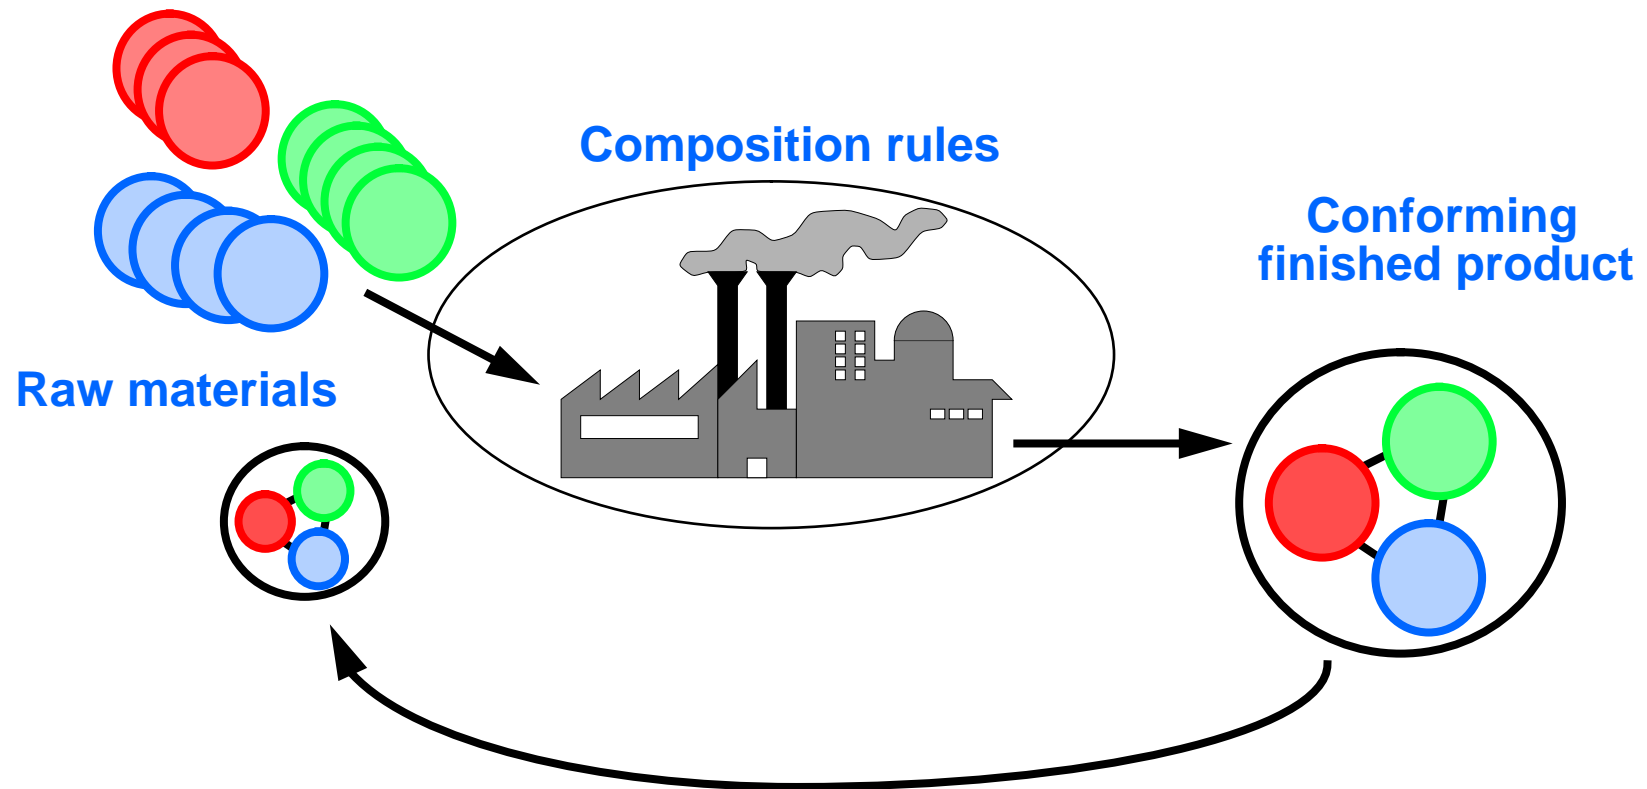 Composition rules
Conforming
finished product
Raw materials